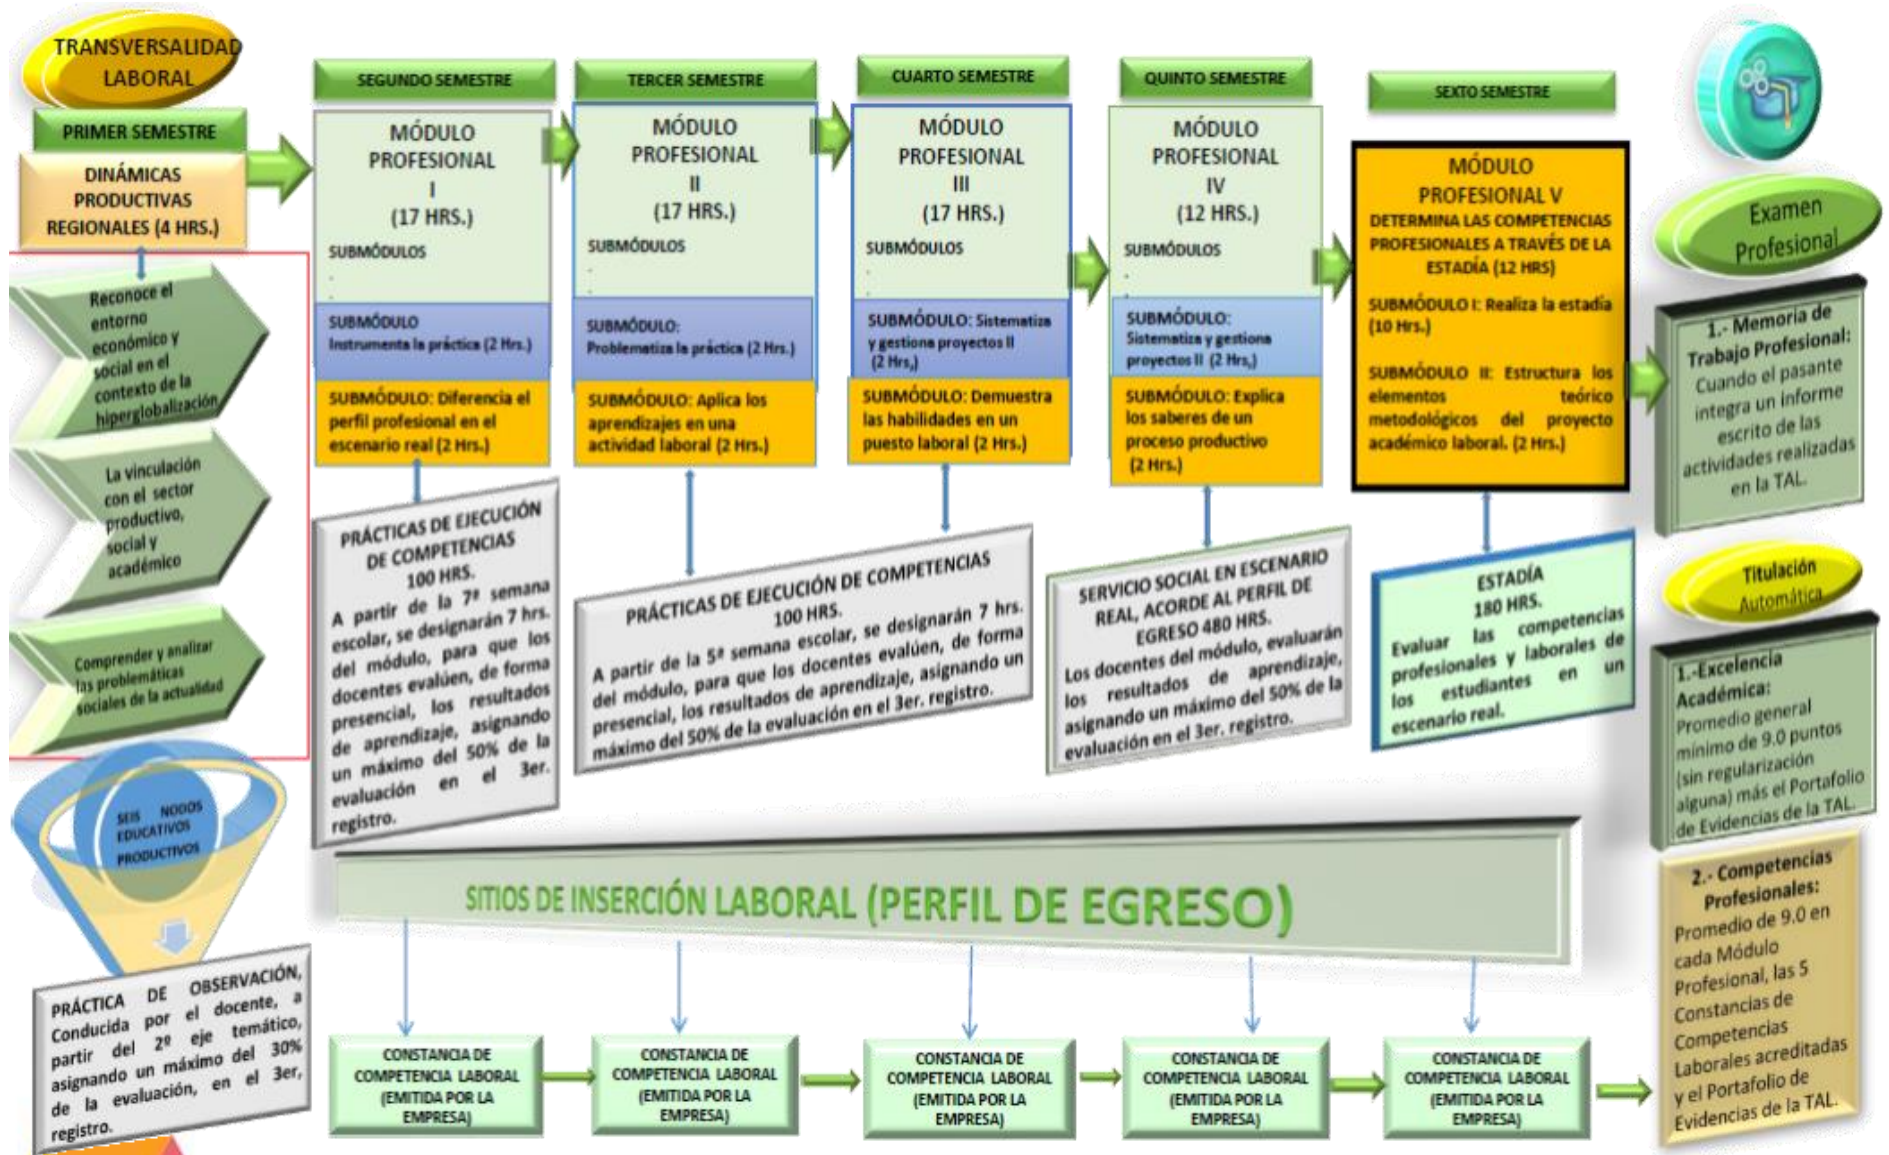 TRANSVERSALIDAD
LABORAL
PRIMER SEMESTRE
DINÁMICAS
PRODUCTIVAS
REGIONALES (4 HRS.)
Reconoce el
entorno
económico y
social en el
contexto de la
hiperglobalización
La vinculación
con el sector
productivo,
social y
académico
Comprender y analizar
las problemáticas
sociales de la actualidad
SEIS NODOS
EDUCATIVOS
PRODUCTIVOS
PRÁCTICA DE OBSERVACIÓN,
Conducida por el docente, a
partir del 2º eje temático,
asignando un máximo del 30%
de la evaluación, en el 3er,
registro.
SEGUNDO SEMESTRE
MÓDULO
PROFESIONAL
I
(17 HRS.)
SUBMÓDULOS
.
.
SUBMÓDULO
Instrumenta la práctica (2 Hrs.)
SUBMÓDULO: Diferencia el
perfil profesional en el
escenario real (2 Hrs.)
PRÁCTICAS DE EJECUCIÓN
DE COMPETENCIAS
100 HRS.
A partir de la 7ª semana
escolar, se designarán 7 hrs.
del módulo, para que los
docentes evalúen, de forma
presencial, los resultados
de aprendizaje, asignando
un máximo del 50% de la
evaluación en el 3er.
registro.
TERCER SEMESTRE
MÓDULO
PROFESIONAL
II
(17 HRS.)
SUBMÓDULOS
.
.
SUBMÓDULO:
Problematiza la práctica (2 Hrs.)
SUBMÓDULO: Aplica los
aprendizajes en una
actividad laboral (2 Hrs.)
CUARTO SEMESTRE
MÓDULO
PROFESIONAL
III
(17 HRS.)
SUBMÓDULOS
.
.
SUBMÓDULO: Sistematiza
y gestiona proyectos II
(2 Hrs,)
SUBMÓDULO: Demuestra
las habilidades en un
puesto laboral (2 Hrs.)
PRÁCTICAS DE EJECUCIÓN DE COMPETENCIAS
100 HRS.
A partir de la 5ª semana escolar, se designarán 7 hrs.
del módulo, para que los docentes evalúen, de forma
presencial, los resultados de aprendizaje, asignando un
máximo del 50% de la evaluación en el 3er. registro.
QUINTO SEMESTRE
MÓDULO
PROFESIONAL
IV
(12 HRS.)
SUBMÓDULOS
.
.
SUBMÓDULO:
Sistematiza y gestiona
proyectos II (2 Hrs,)
SUBMÓDULO: Explica
los saberes de un
proceso productivo
(2 Hrs.)
SERVICIO SOCIAL EN ESCENARIO
REAL, ACORDE AL PERFIL DE
EGRESO 480 HRS.
Los docentes del módulo, evaluarán
los resultados de aprendizaje,
asignando un máximo del 50% de la
evaluación en el 3er. registro.
SEXTO SEMESTRE
MÓDULO
PROFESIONAL V
DETERMINA LAS COMPETENCIAS
PROFESIONALES A TRAVÉS DE LA
ESTADÍA (12 HRS)
SUBMÓDULO I: Realiza la estadía
(10 Hrs.)
SUBMÓDULO II: Estructura los
elementos teórico
metodológicos del proyecto
académico laboral. (2 Hrs.)
ESTADÍA
180 HRS.
Evaluar las competencias
profesionales y laborales de
los estudiantes en un
escenario real.
Examen
Profesional
1.- Memoria de
Trabajo Profesional:
Cuando el pasante
integra un informe
escrito de las
actividades realizadas
en la TAL.
Titulación
Automática
1.-Excelencia
Académica:
Promedio general
mínimo de 9.0 puntos
(sin regularización
alguna) más el Portafolio
de Evidencias de la TAL.
2.- Competencias
Profesionales:
Promedio de 9.0 en
cada Módulo
Profesional, las 5
Constancias de
Competencias
Laborales acreditadas
y el Portafolio de
Evidencias de la TAL.
SITIOS DE INSERCIÓN LABORAL (PERFIL DE EGRESO)
CONSTANCIA DE
COMPETENCIA LABORAL
(EMITIDA POR LA
EMPRESA)
CONSTANCIA DE
COMPETENCIA LABORAL
(EMITIDA POR LA
EMPRESA)
CONSTANCIA DE
COMPETENCIA LABORAL
(EMITIDA POR LA
EMPRESA)
CONSTANCIA DE
COMPETENCIA LABORAL
(EMITIDA POR LA
EMPRESA)
CONSTANCIA DE
COMPETENCIA LABORAL
(EMITIDA POR LA
EMPRESA)